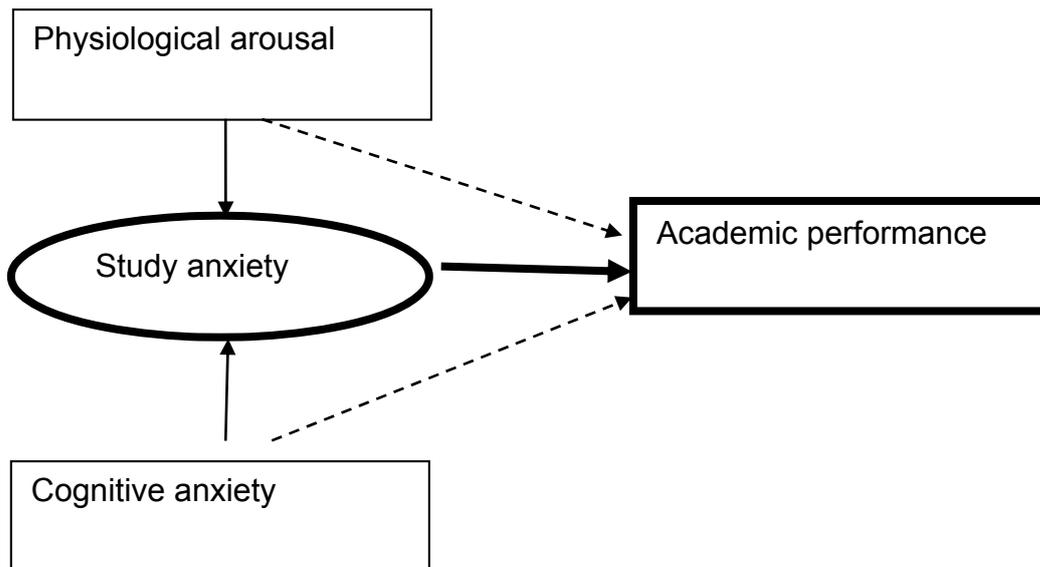 Physiological arousal
Study anxiety
Academic performance
Cognitive anxiety